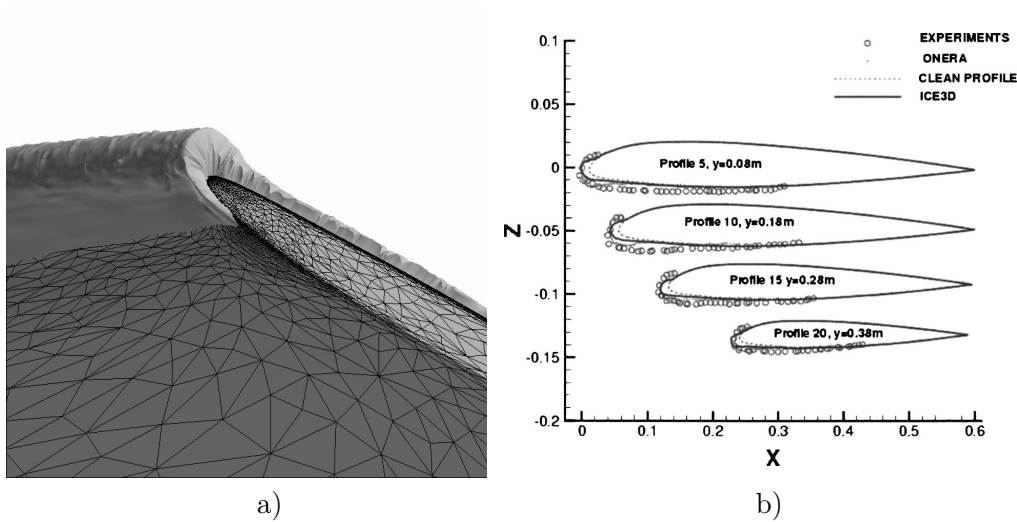 0.1
0.05
0
-0.05
-0.1
-0.15
-0.2
Z
EXPERIMENTS
ONERA
CLEAN PROFILE
ICE3D
Profile 5, y=0.08m
Profile 10, y=0.18m
Profile 15 y=0.28m
Profile 20, y=0.38m
0 0.1 0.2 0.3 0.4 0.5 0.6
X
a) b)